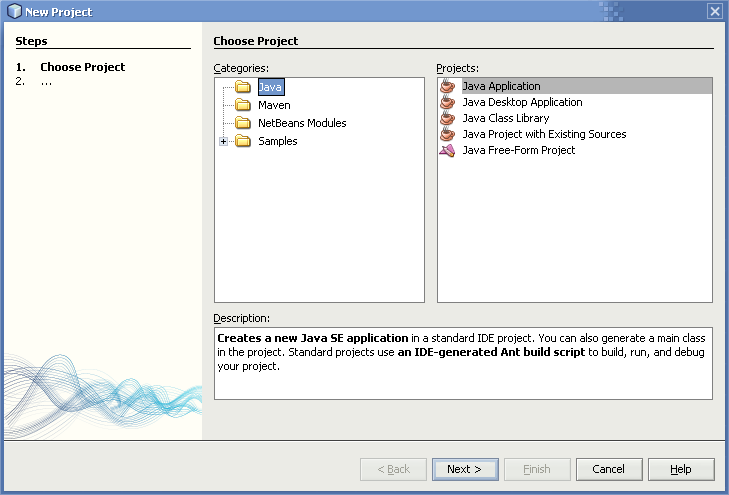 New Project
Steps
1. Choose Project
2. ...
Choose Project
Categories:
Java
Maven
NetBeans Modules
Samples
Projects:
Java Application
Java Desktop Application
Java Class Library
Java Project with Existing Sources
Java Free-Form Project
Description:
Creates a new Java SE application in a standard IDE project. You can also generate a main class
in the project. Standard projects use an IDE-generated Ant build script to build, run, and debug
your project.
< Back
Next >
Finish
Cancel
Help